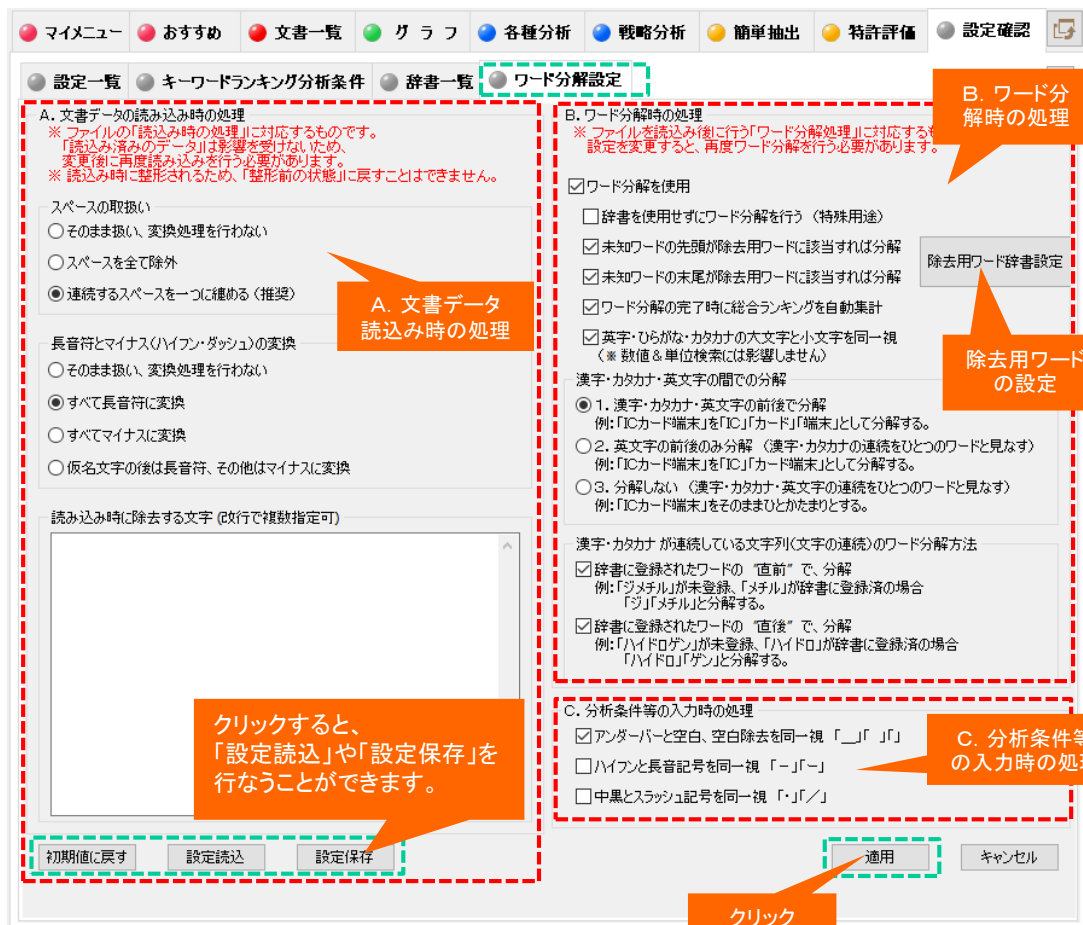 マイメニュー おすすめ 文書一覧 グラフ 各種分析 戦略分析 簡単抽出 特許評価 設定確認
設定一覧 キーワードランキング分析条件 辞書一覧 ワード分解設定
A. 文書データの読み込み時の処理
※ ファイルの「読込み時の処理」に対応するものです。
「読込み済みのデータ」は影響を受けないため、
変更後に再度読み込みを行う必要があります。
※ 読込み時に整形されるため、「整形前の状態」に戻すことはできません。
スペースの取扱い
そのまま扱い、変換処理を行わない
スペースを全て除外
連続するスペースを一つに纏める（推奨）
A. 文書データ
読込み時の処理
長音符とマイナス(ハイフン・ダッシュ)の変換
そのまま扱い、変換処理を行わない
すべて長音符に変換
すべてマイナスに変換
仮名文字の後は長音符、その他はマイナスに変換
読み込み時に除去する文字 (改行で複数指定可)
クリックすると、
「設定読込」や「設定保存」を
行なうことができます。
初期値に戻す 設定読込 設定保存
B. ワード分解時の処理
※ ファイルを読込み後に行う「ワード分解処理」に対応する
設定を変更すると、再度ワード分解を行う必要があります。
B. ワード分
解時の処理
ワード分解を使用
辞書を使用せずにワード分解を行う （特殊用途）
未知ワードの先頭が除去用ワードに該当すれば分解
未知ワードの末尾が除去用ワードに該当すれば分解
除去用ワード辞書設定
ワード分解の完了時に総合ランキングを自動集計
英字・ひらがな・カタカナの大文字と小文字を同一視
（※ 数値＆単位検索には影響しません）
除去用ワード
の設定
漢字・カタカナ・英文字の間での分解
1. 漢字・カタカナ・英文字の前後で分解
例:「ICカード端末」を「IC」「カード」「端末」として分解する。
2. 英文字の前後のみ分解 （漢字・カタカナの連続をひとつのワードと見なす）
例:「ICカード端末」を「IC」「カード端末」として分解する。
3. 分解しない （漢字・カタカナ・英文字の連続をひとつのワードと見なす）
例:「ICカード端末」をそのままひとかたまりとする。
漢字・カタカナ が連続している文字列(文字の連続)のワード分解方法
辞書に登録されたワードの “直前” で、分解
例:「ジメチル」が未登録、「メチル」が辞書に登録済の場合
「ジ」「メチル」と分解する。
辞書に登録されたワードの “直後” で、分解
例:「ハイドロゲン」が未登録、「ハイドロ」が辞書に登録済の場合
「ハイドロ」「ゲン」と分解する。
C. 分析条件等の入力時の処理
アンダーバーと空白、空白除去を同一視 「__」「 」「」
ハイフンと長音記号を同一視 「－」「ー」
中黒とスラッシュ記号を同一視 「・」「／」
C. 分析条件等
の入力時の処理
適用 キャンセル
クリック